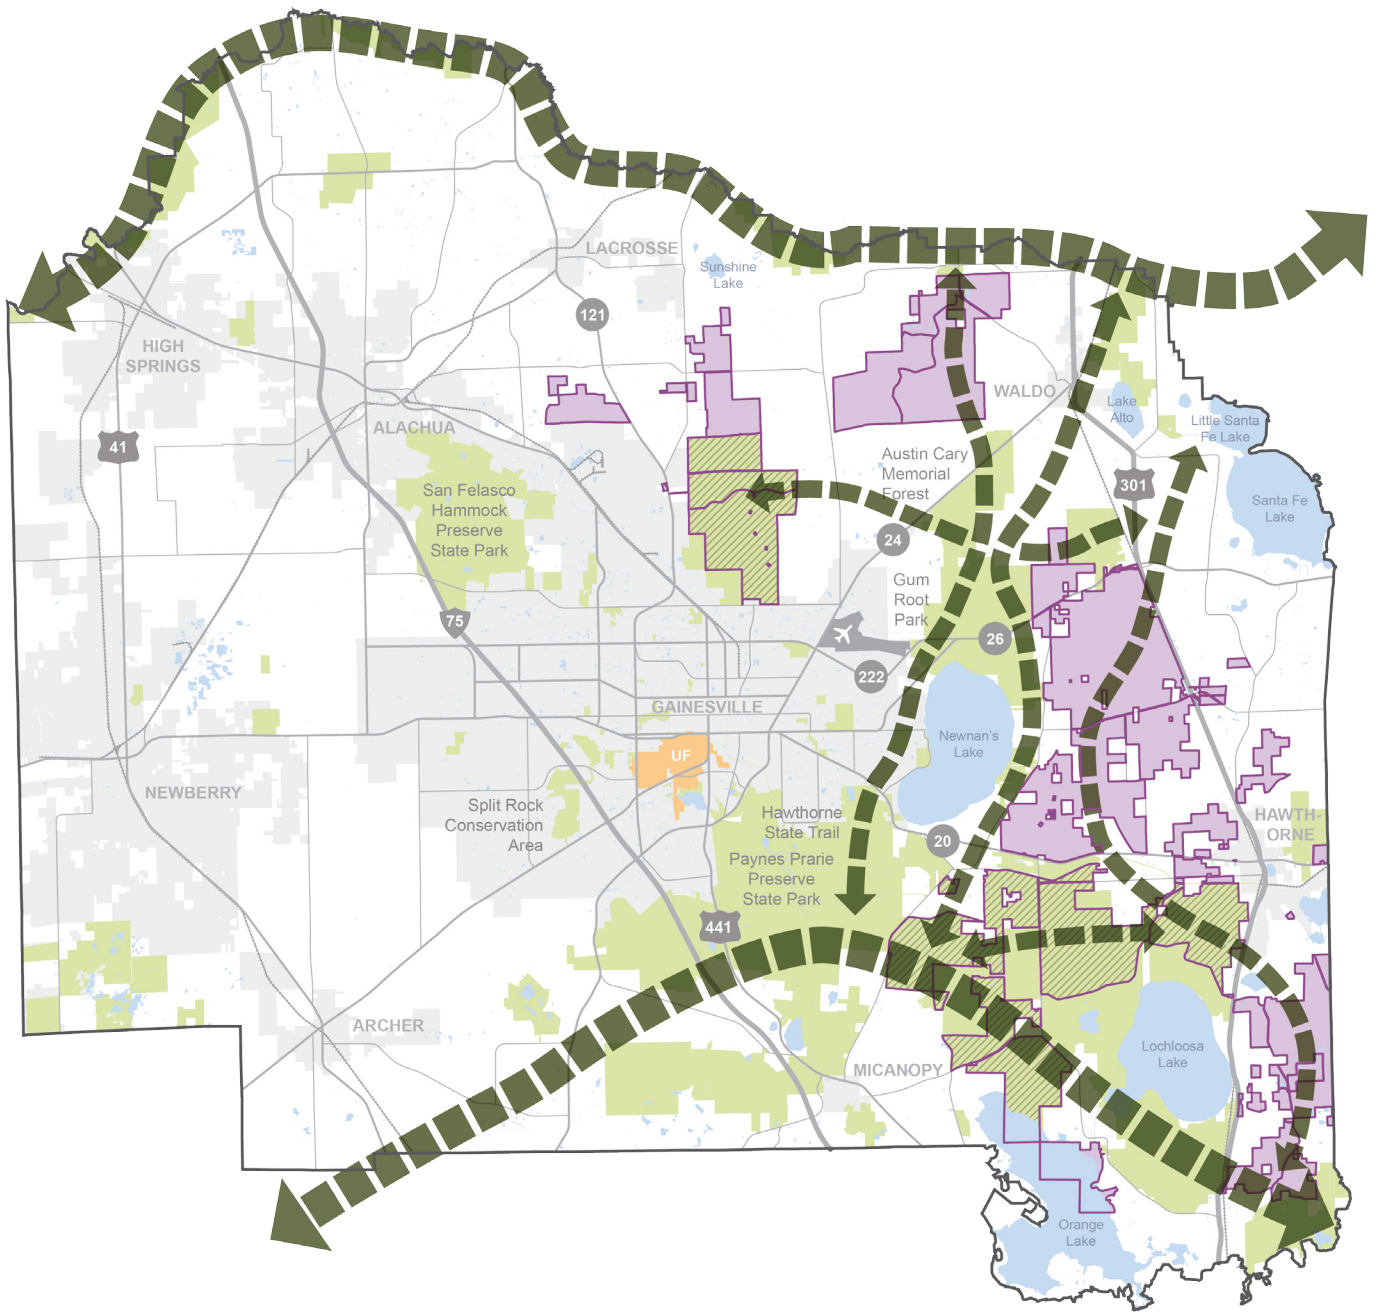 LACROSSE
Sunshine
Lake
121
HIGH
SPRINGS
WALDO
Lake
Alto
Little Santa
Fe Lake
ALACHUA
41
Austin Cary
Memorial
Forest
301
San Felasco
Hammock
Preserve
State Park
Santa Fe
Lake
24
Gum
Root
Park
75
26
222
GAINESVILLE
Newnan's
Lake
UF
NEWBERRY
Split Rock
Conservation
Area
Hawthorne
State Trail
HAWTH-
ORNE
20
Paynes Prarie
Preserve
State Park
441
ARCHER
Lochloosa
Lake
MICANOPY
Orange
Lake